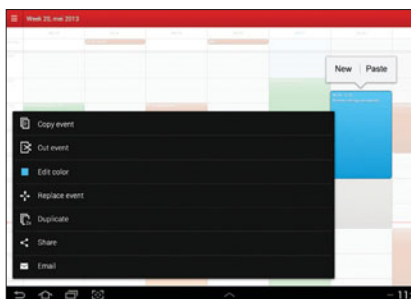 Week 20, mei 2013
New
Paste
Copy event
Cut event
Edit color
Replace event
Duplicate
Share
Email